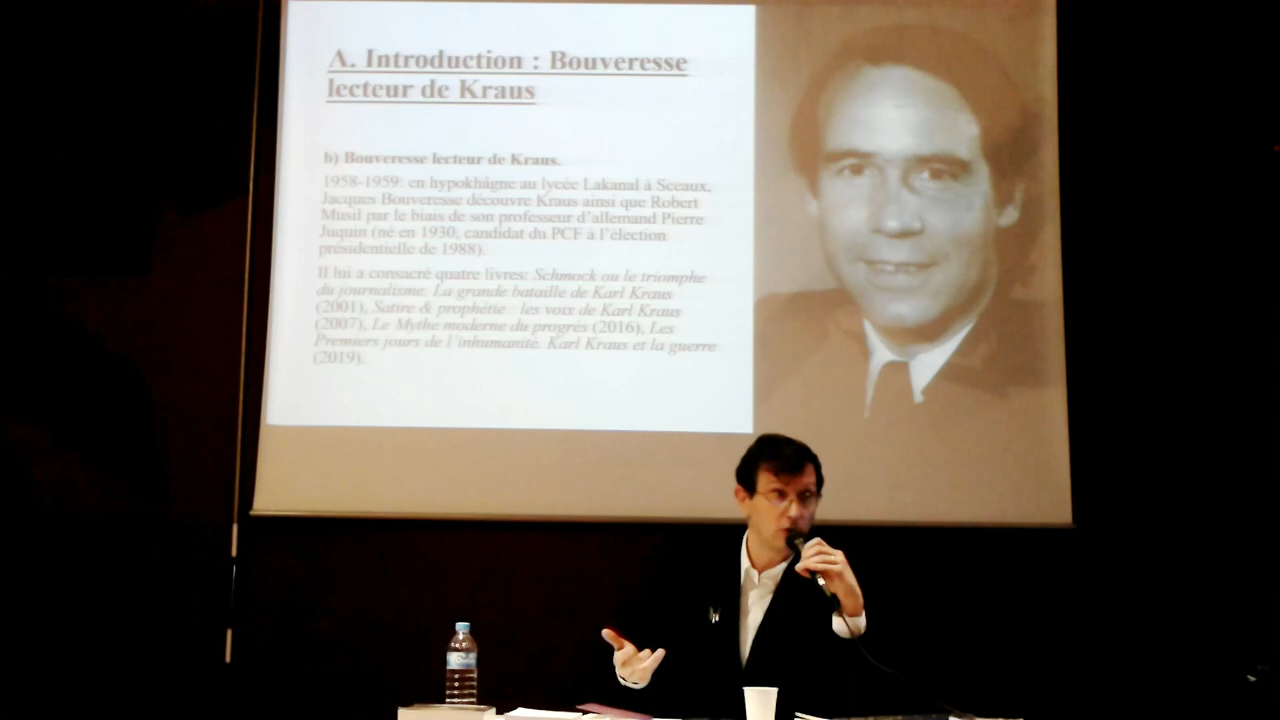 A. Introduction : Bouveresse
lecteur de Kraus
b) Bouveresse lecteur de Kraus.
1958-1959: en hypokhâgne au lycée Lakanal à Sceaux,
Jacques Bouveresse découvre Kraus ainsi que Robert
Musil par le biais de son professeur d'allemand Pierre
Juquin (né en 1930, candidat du PCF à l'élection
présidentielle de 1988).
Il lui a consacré quatre livres: Schmock ou le triomphe
du journalisme. La grande bataille de Karl Kraus
(2001), Satire & prophétie : les voix de Karl Kraus
(2007), Le Mythe moderne du progrès (2016), Les
Premiers jours de l'inhumanité. Karl Kraus et la guerre
(2019).